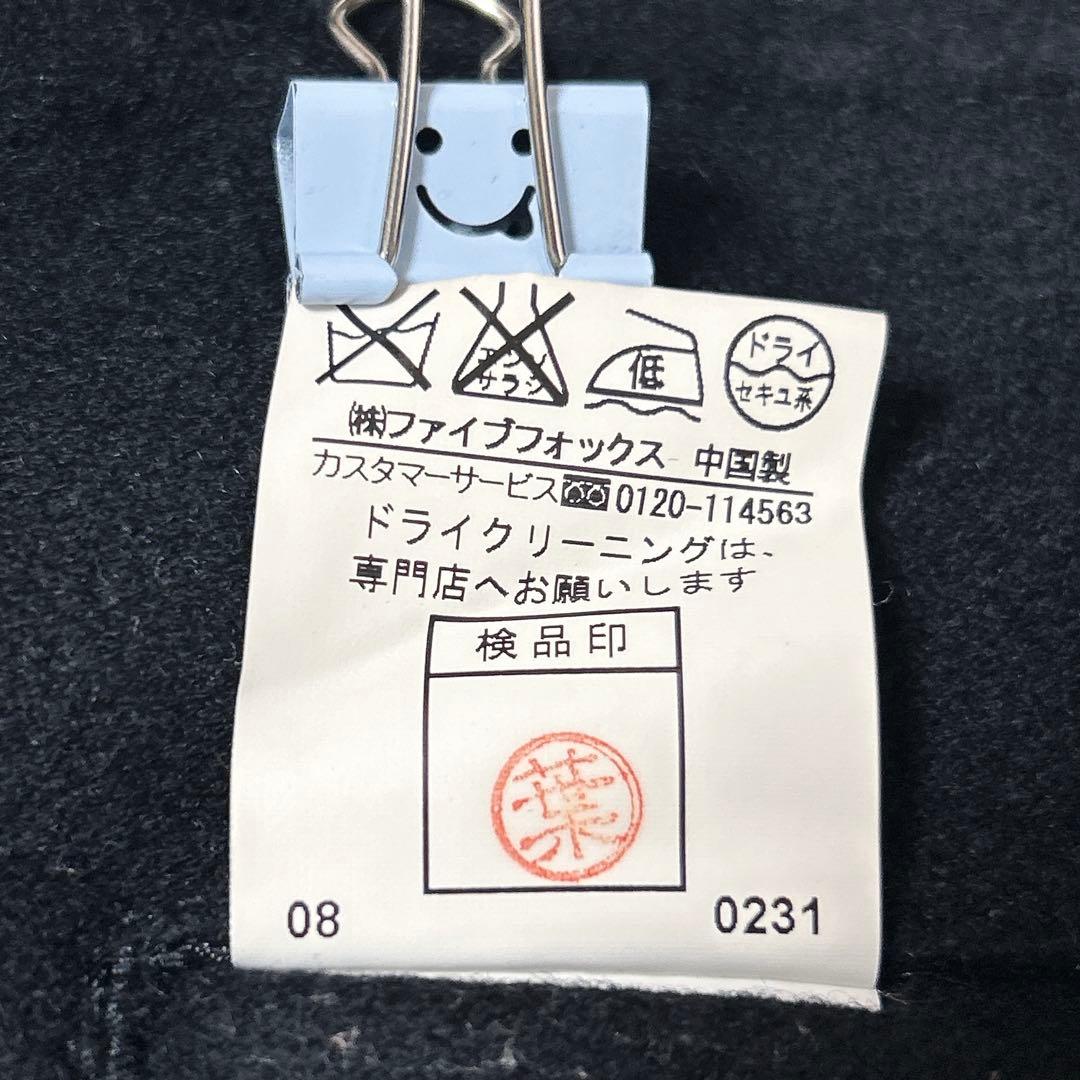 エンソ
サラシ
低
ドライ
セキユ系
㈱ファイブフォックス 中国製
カスタマーサービス 0120-114563
ドライクリーニングは、
専門店へお願いします
検品印
葉
08 0231